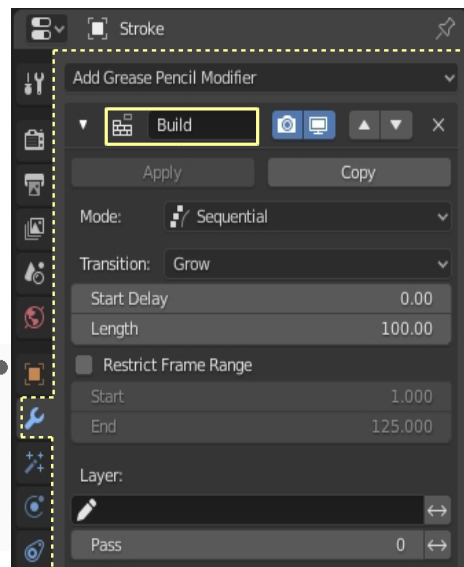 Stroke
Add Grease Pencil Modifier
Build
Apply Copy
Mode: Sequential
Transition: Grow
Start Delay 0.00
Length 100.00
Restrict Frame Range
Start 1.000
End 125.000
Layer:
Pass 0